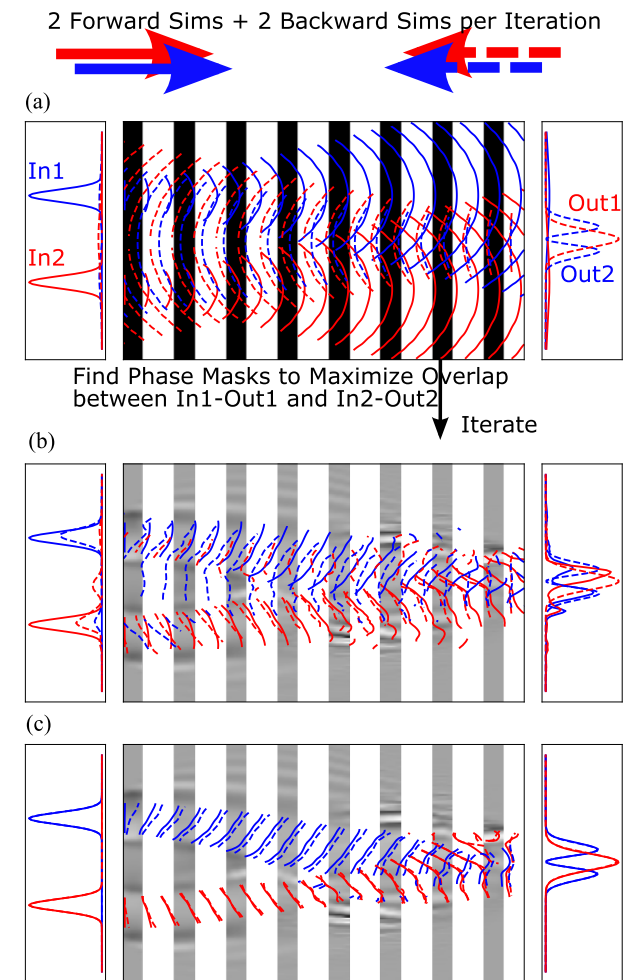 2 Forward Sims + 2 Backward Sims per Iteration
(a)
In1
In2
Out1
Out2
Find Phase Masks to Maximize Overlap
between In1-Out1 and In2-Out2
Iterate
(b)
(c)